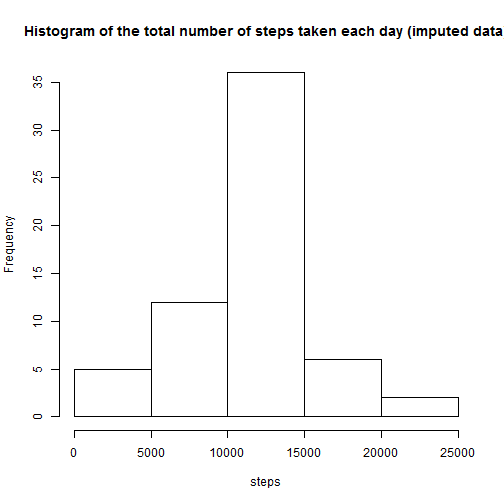 Histogram of the total number of steps taken each day (imputed data
Frequency
35
30
25
20
15
10
5
0
0 5000 10000 15000 20000 25000
steps